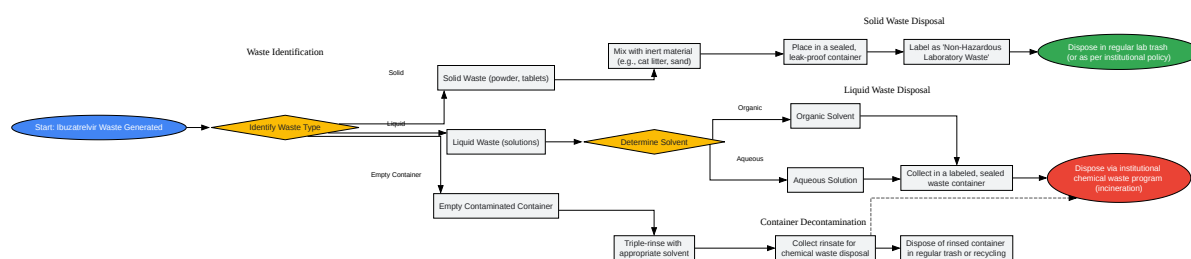 Solid Waste Disposal
Waste Identification
Mix with inert material
(e.g., cat litter, sand)
Place in a sealed,
leak-proof container
Label as 'Non-Hazardous
Laboratory Waste'
Dispose in regular lab trash
(or as per institutional policy)
Solid
Solid Waste (powder, tablets)
Liquid Waste Disposal
Start: Ibuzatrelvir Waste Generated
Identify Waste Type
Liquid
Liquid Waste (solutions)
Determine Solvent
Organic
Organic Solvent
Aqueous
Aqueous Solution
Collect in a labeled, sealed
waste container
Dispose via institutional
chemical waste program
(incineration)
Empty Container
Empty Contaminated Container
Container Decontamination
Triple-rinse with
appropriate solvent
Collect rinsate for
chemical waste disposal
Dispose of rinsed container
in regular trash or recycling